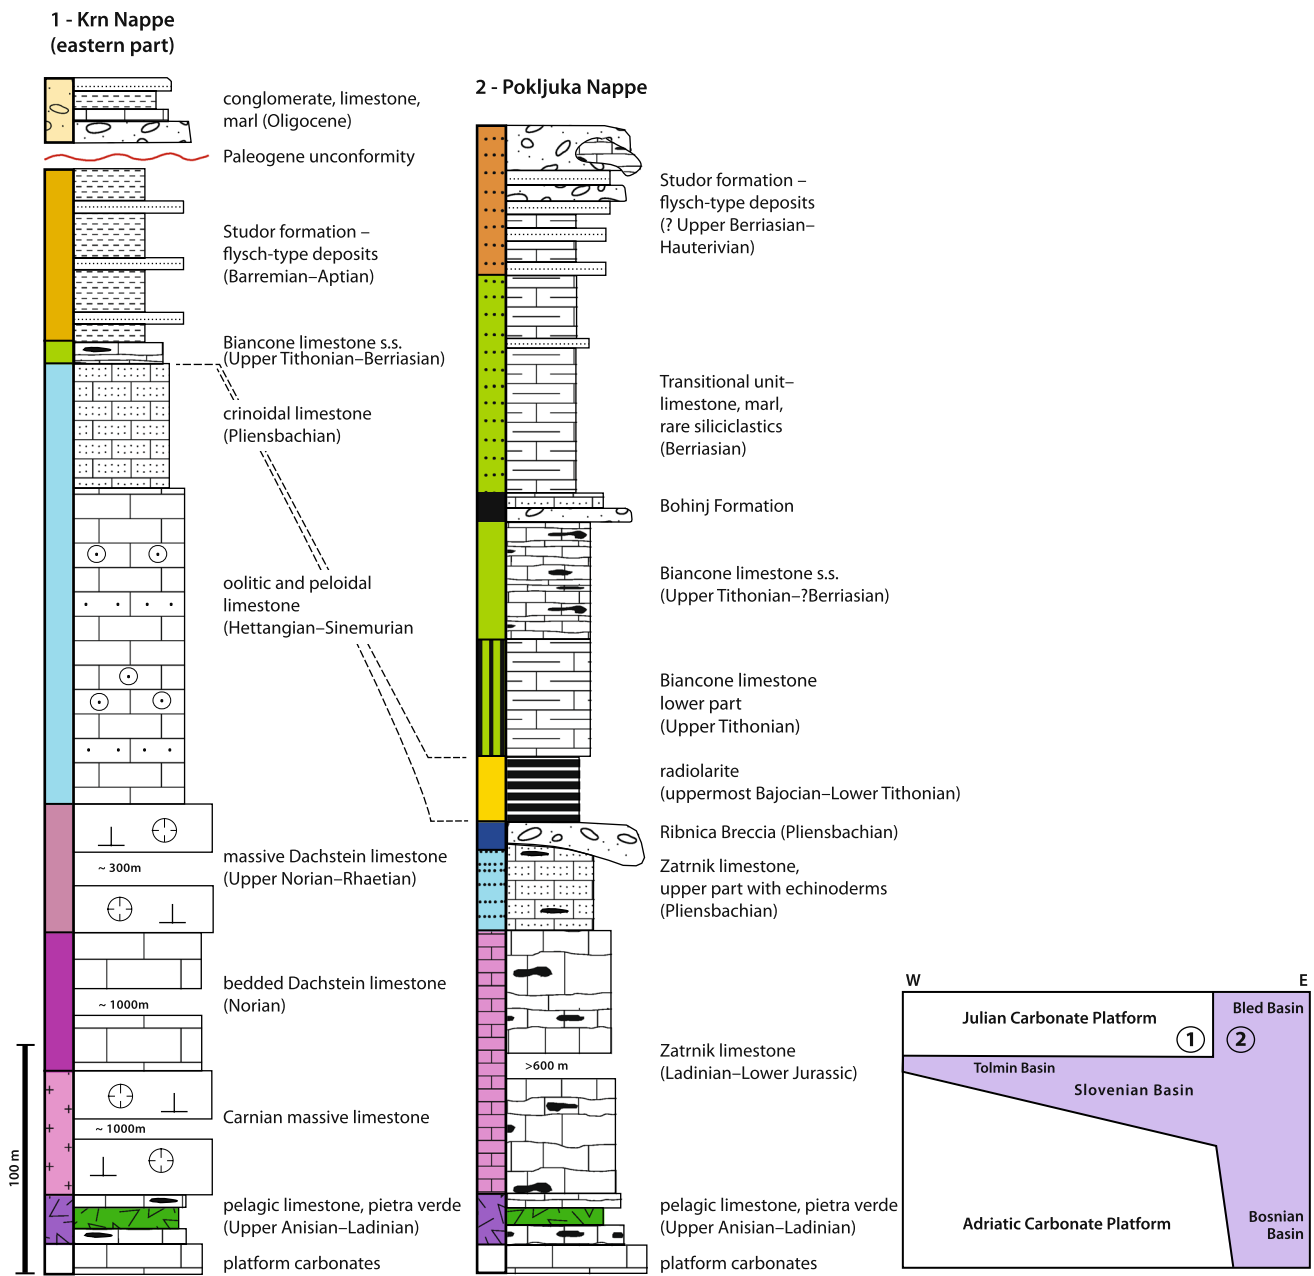 1 - Krn Nappe
(eastern part)
conglomerate, limestone,
marl (Oligocene)
Paleogene unconformity
Studor formation –
flysch-type deposits
(Barremian–Aptian)
Biancone limestone s.s.
(Upper Tithonian–Berriasian)
crinoidal limestone
(Pliensbachian)
oolitic and peloidal
limestone
(Hettangian–Sinemurian
massive Dachstein limestone
(Upper Norian–Rhaetian)
~ 300m
bedded Dachstein limestone
(Norian)
~ 1000m
Carnian massive limestone
~ 1000m
pelagic limestone, pietra verde
(Upper Anisian–Ladinian)
platform carbonates
100 m
2 - Pokljuka Nappe
Studor formation –
flysch-type deposits
(? Upper Berriasian–
Hauterivian)
Transitional unit–
limestone, marl,
rare siliciclastics
(Berriasian)
Bohinj Formation
Biancone limestone s.s.
(Upper Tithonian–?Berriasian)
Biancone limestone
lower part
(Upper Tithonian)
radiolarite
(uppermost Bajocian–Lower Tithonian)
Ribnica Breccia (Pliensbachian)
Zatrnik limestone,
upper part with echinoderms
(Pliensbachian)
Zatrnik limestone
(Ladinian–Lower Jurassic)
>600 m
pelagic limestone, pietra verde
(Upper Anisian–Ladinian)
platform carbonates
W E
Bled Basin
Julian Carbonate Platform
1 2
Tolmin Basin
Slovenian Basin
Adriatic Carbonate Platform
Bosnian
Basin